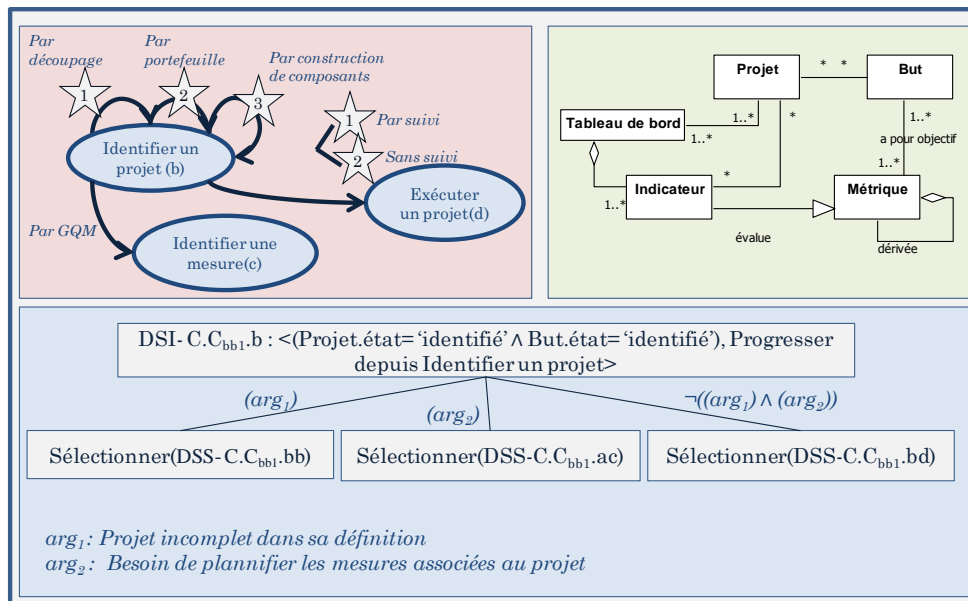 Par
découpage
Par
portefeuille
Par construction
de composants
1
2
3
1
Par suivi
2
Sans suivi
Identifier un
projet (b)
Exécuter
un projet(d)
Par GQM
Identifier une
mesure(c)
Projet
* *
But
1..*
*
1..*
Tableau de bord
1..*
a pour objectif
1..*
Indicateur
*
Métrique
1..*
évalue
dérivée
DSI- C.Cbb1.b : <(Projet.état= ‘identifié’ ∧ But.état= ‘identifié’), Progresser
depuis Identifier un projet>
(arg1)
(arg2)
¬((arg1) ∧ (arg2))
Sélectionner(DSS- C.Cbb1.bb)
Sélectionner(DSS-C.Cbb1.ac)
Sélectionner(DSS-C.Cbb1.bd)
arg1: Projet incomplet dans sa définition
arg2: Besoin de plannifier les mesures associées au projet